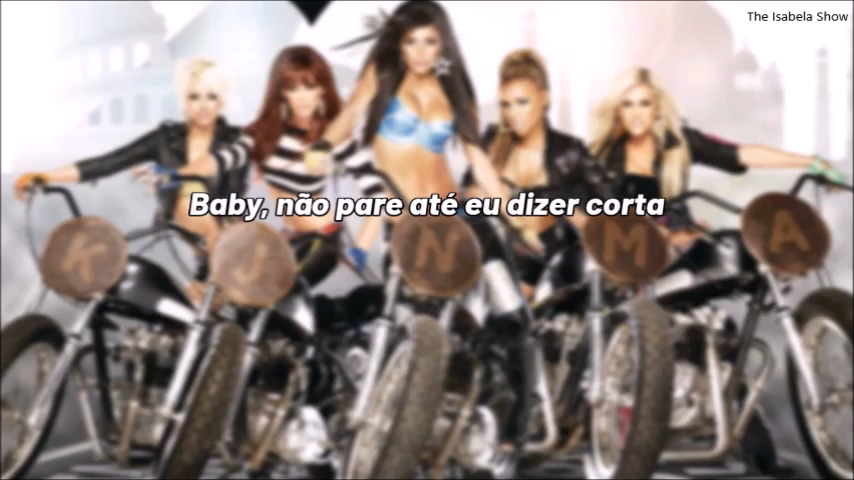 The Isabela Show
Baby, não pare até eu dizer corta
K J N M A